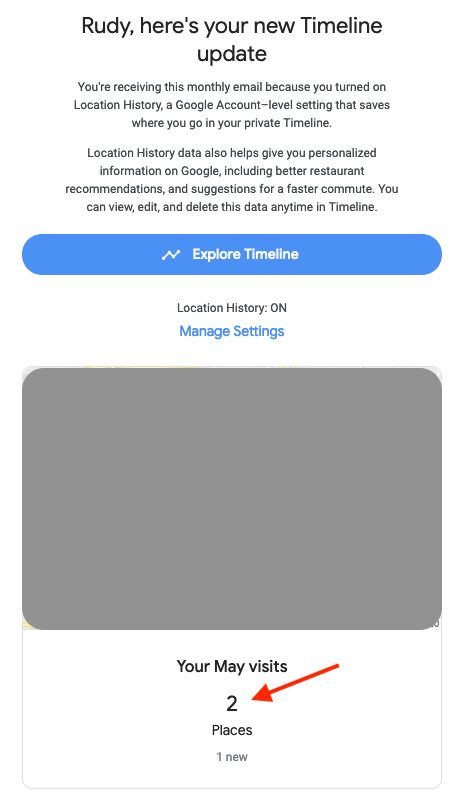 Rudy, here's your new Timeline
update
You're receiving this monthly email because you turned on
Location History, a Google Account–level setting that saves
where you go in your private Timeline.
Location History data also helps give you personalized
information on Google, including better restaurant
recommendations, and suggestions for a faster commute. You
can view, edit, and delete this data anytime in Timeline.
Explore Timeline
Location History: ON
Manage Settings
Your May visits
2
Places
1 new